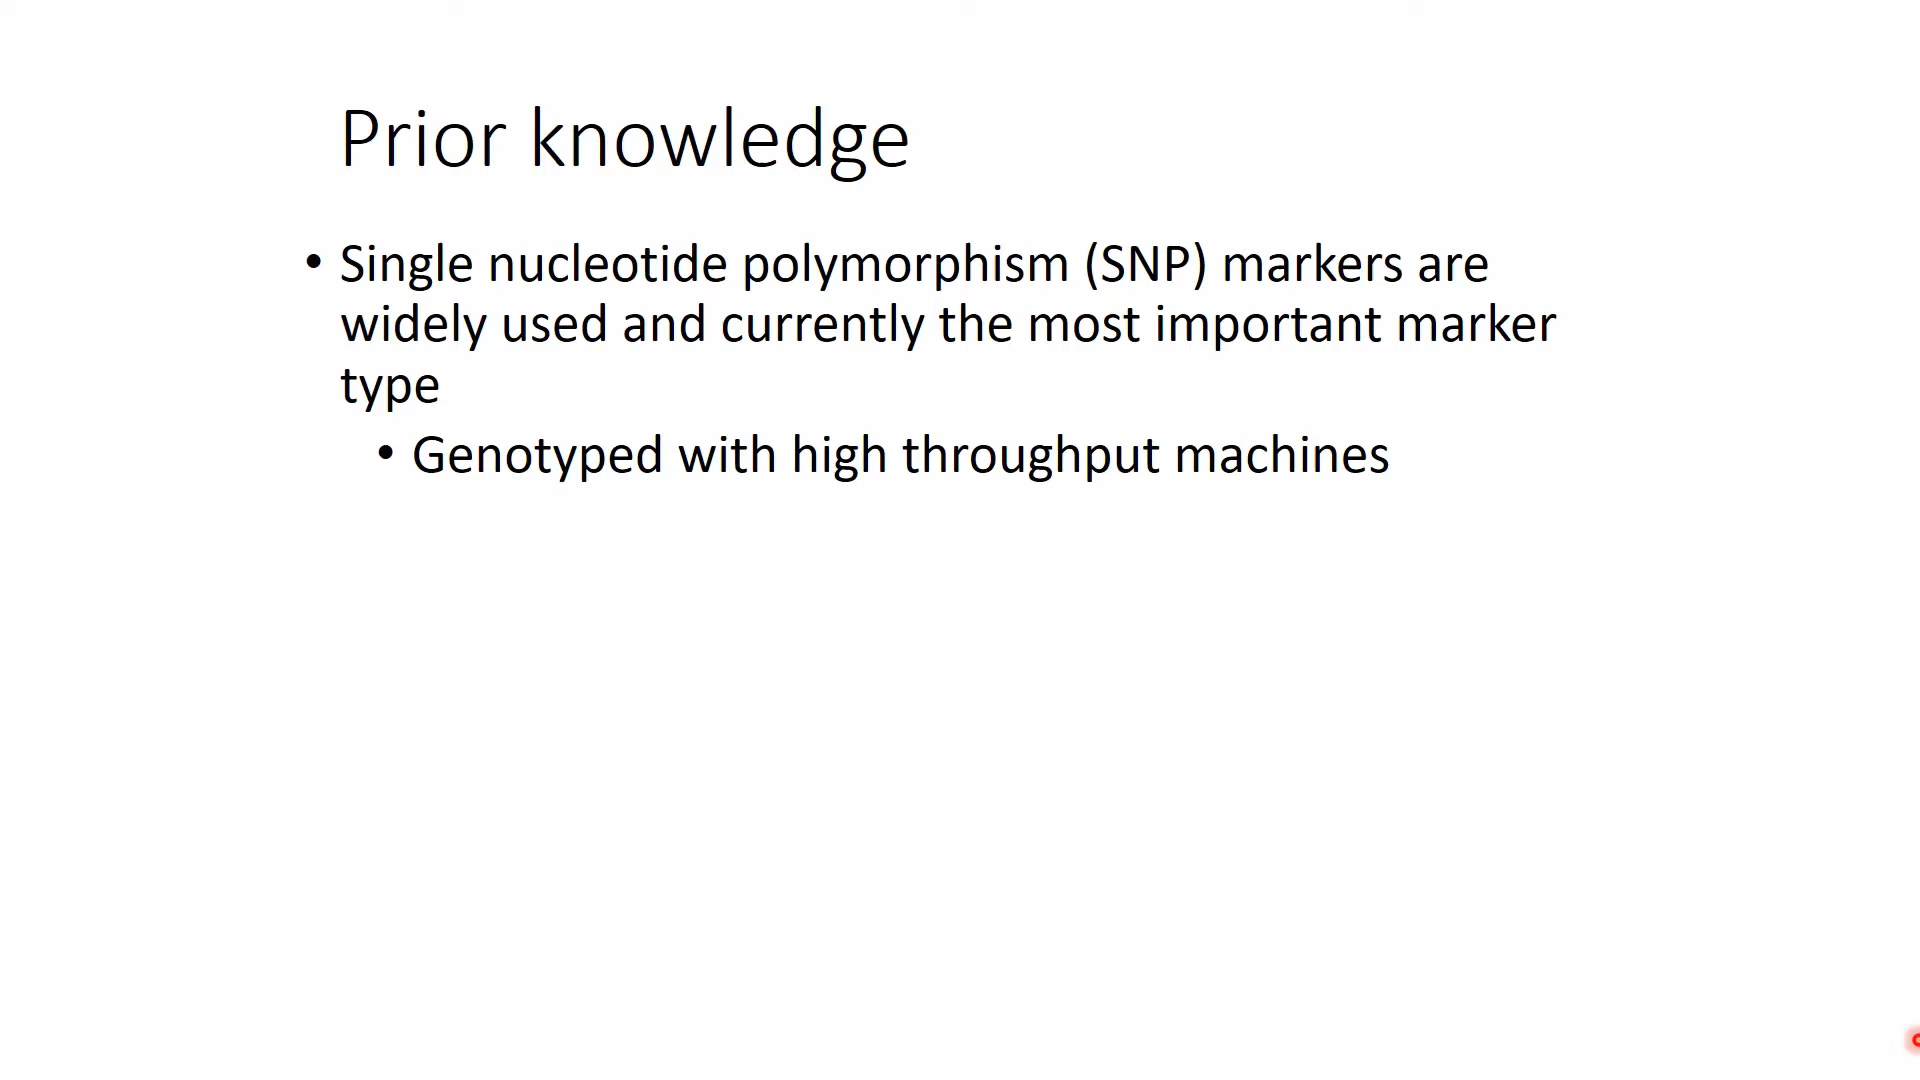 Prior knowledge
• Single nucleotide polymorphism (SNP) markers are
widely used and currently the most important marker
type
• Genotyped with high throughput machines